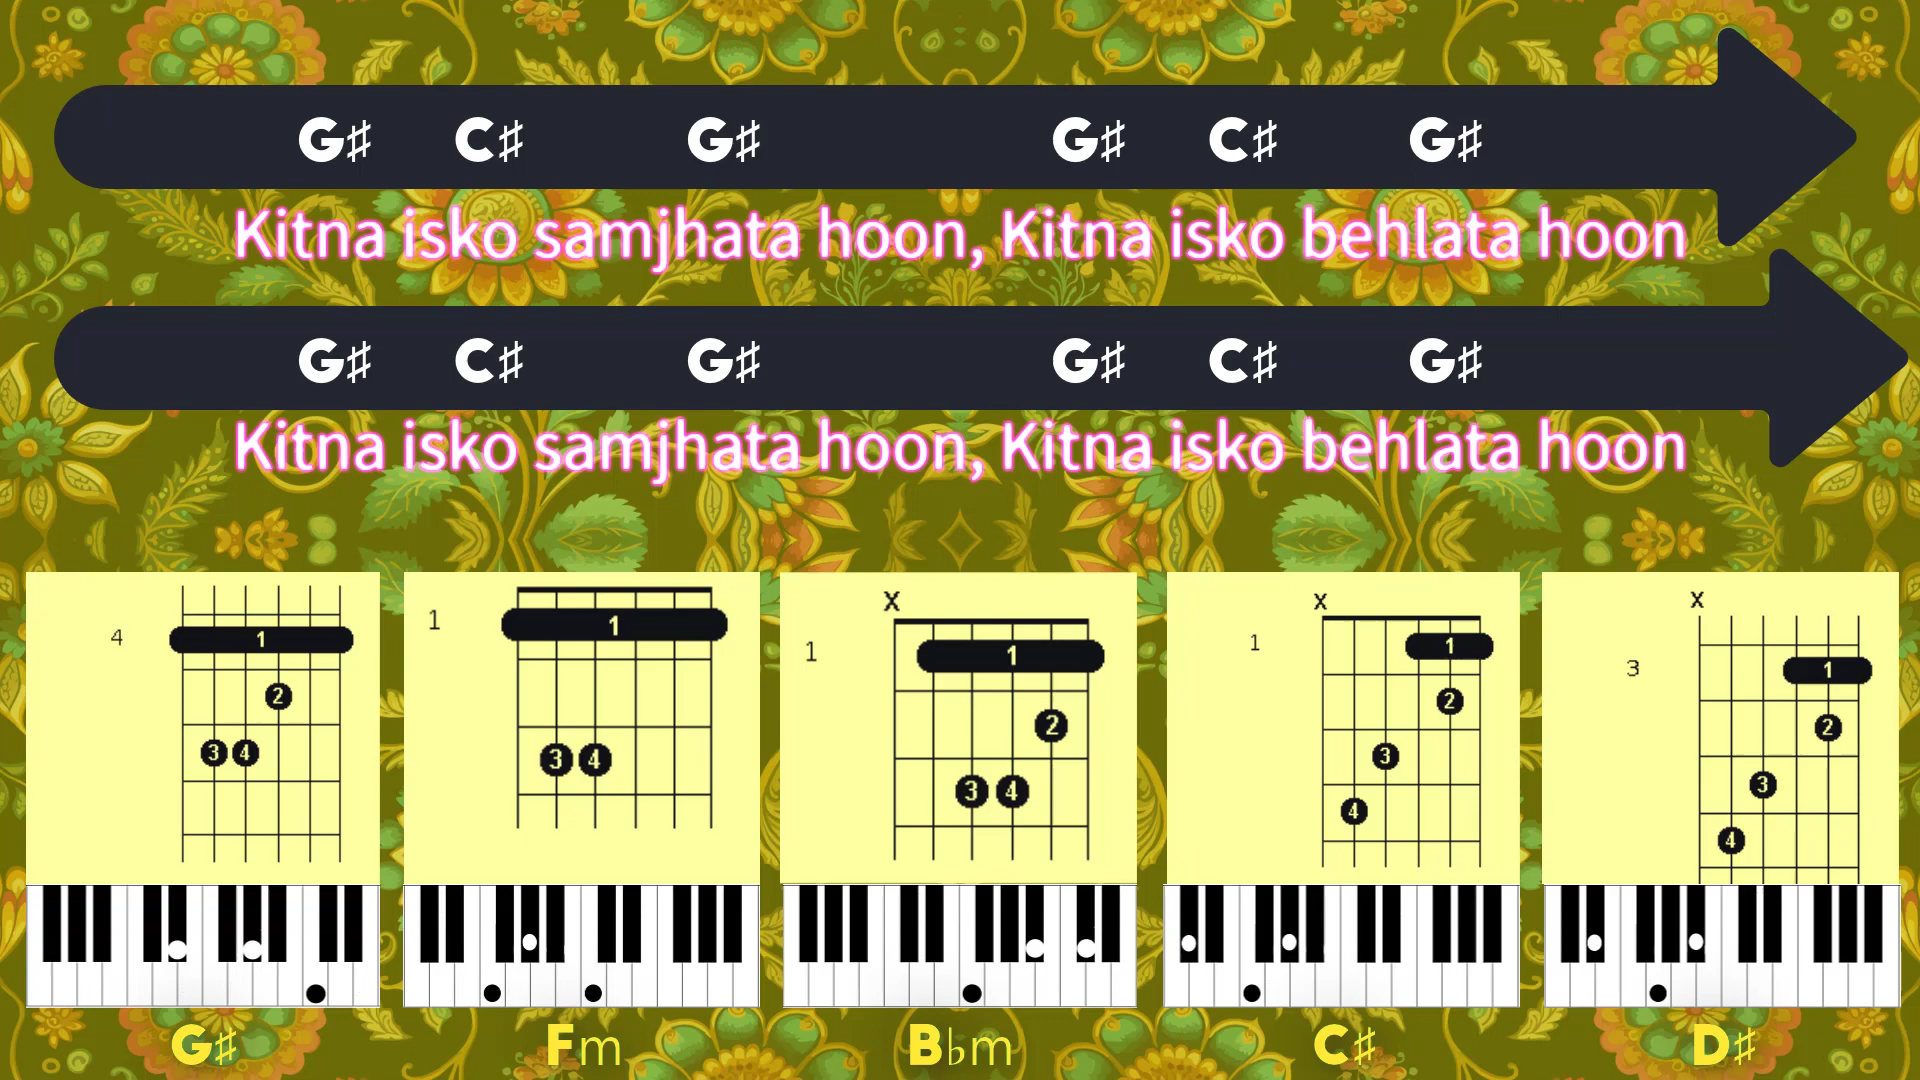 G♯ C♯ G♯ G♯ C♯ G♯
Kitna isko samjhata hoon, Kitna isko behlata hoon
G♯ C♯ G♯ G♯ C♯ G♯
Kitna isko samjhata hoon, Kitna isko behlata hoon
4 1 2 3 4
1 1 3 4
X 1 1 2 3 4
X 1 1 2 3 4
X 3 1 2 3 4
G♯ Fm B♭m C♯ D♯